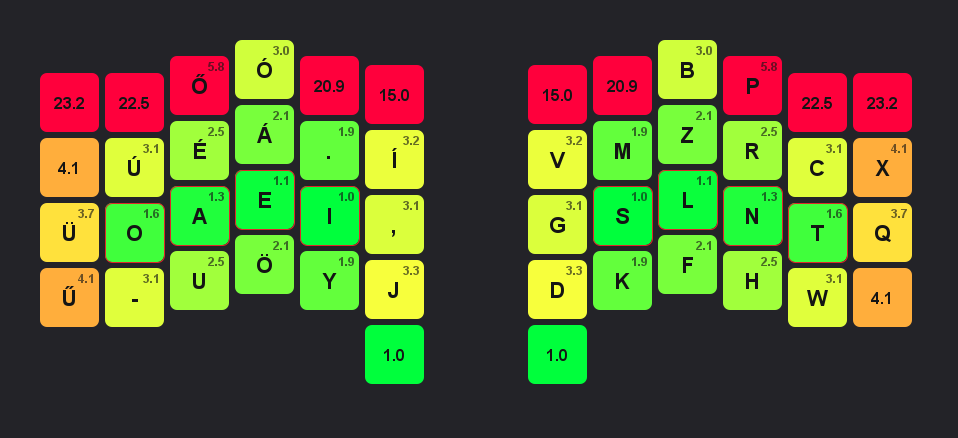 23.2 22.5 Ő 5.8 Ó 3.0 20.9 15.0 15.0 20.9 B 3.0 P 5.8 22.5 23.2
4.1 Ú 3.1 É 2.5 Á 2.1 . 1.9 Í 3.2 V 3.2 M 1.9 Z 2.1 R 2.5 C 3.1 X 4.1
Ü 3.7 O 1.6 A 1.3 E 1.1 I 1.0 , 3.1 G 3.1 S 1.0 L 1.1 N 1.3 T 1.6 Q 3.7
Ű 4.1 - 3.1 U 2.5 Ö 2.1 Y 1.9 J 3.3 D 3.3 K 1.9 F 2.1 H 2.5 W 3.1 4.1
1.0 1.0